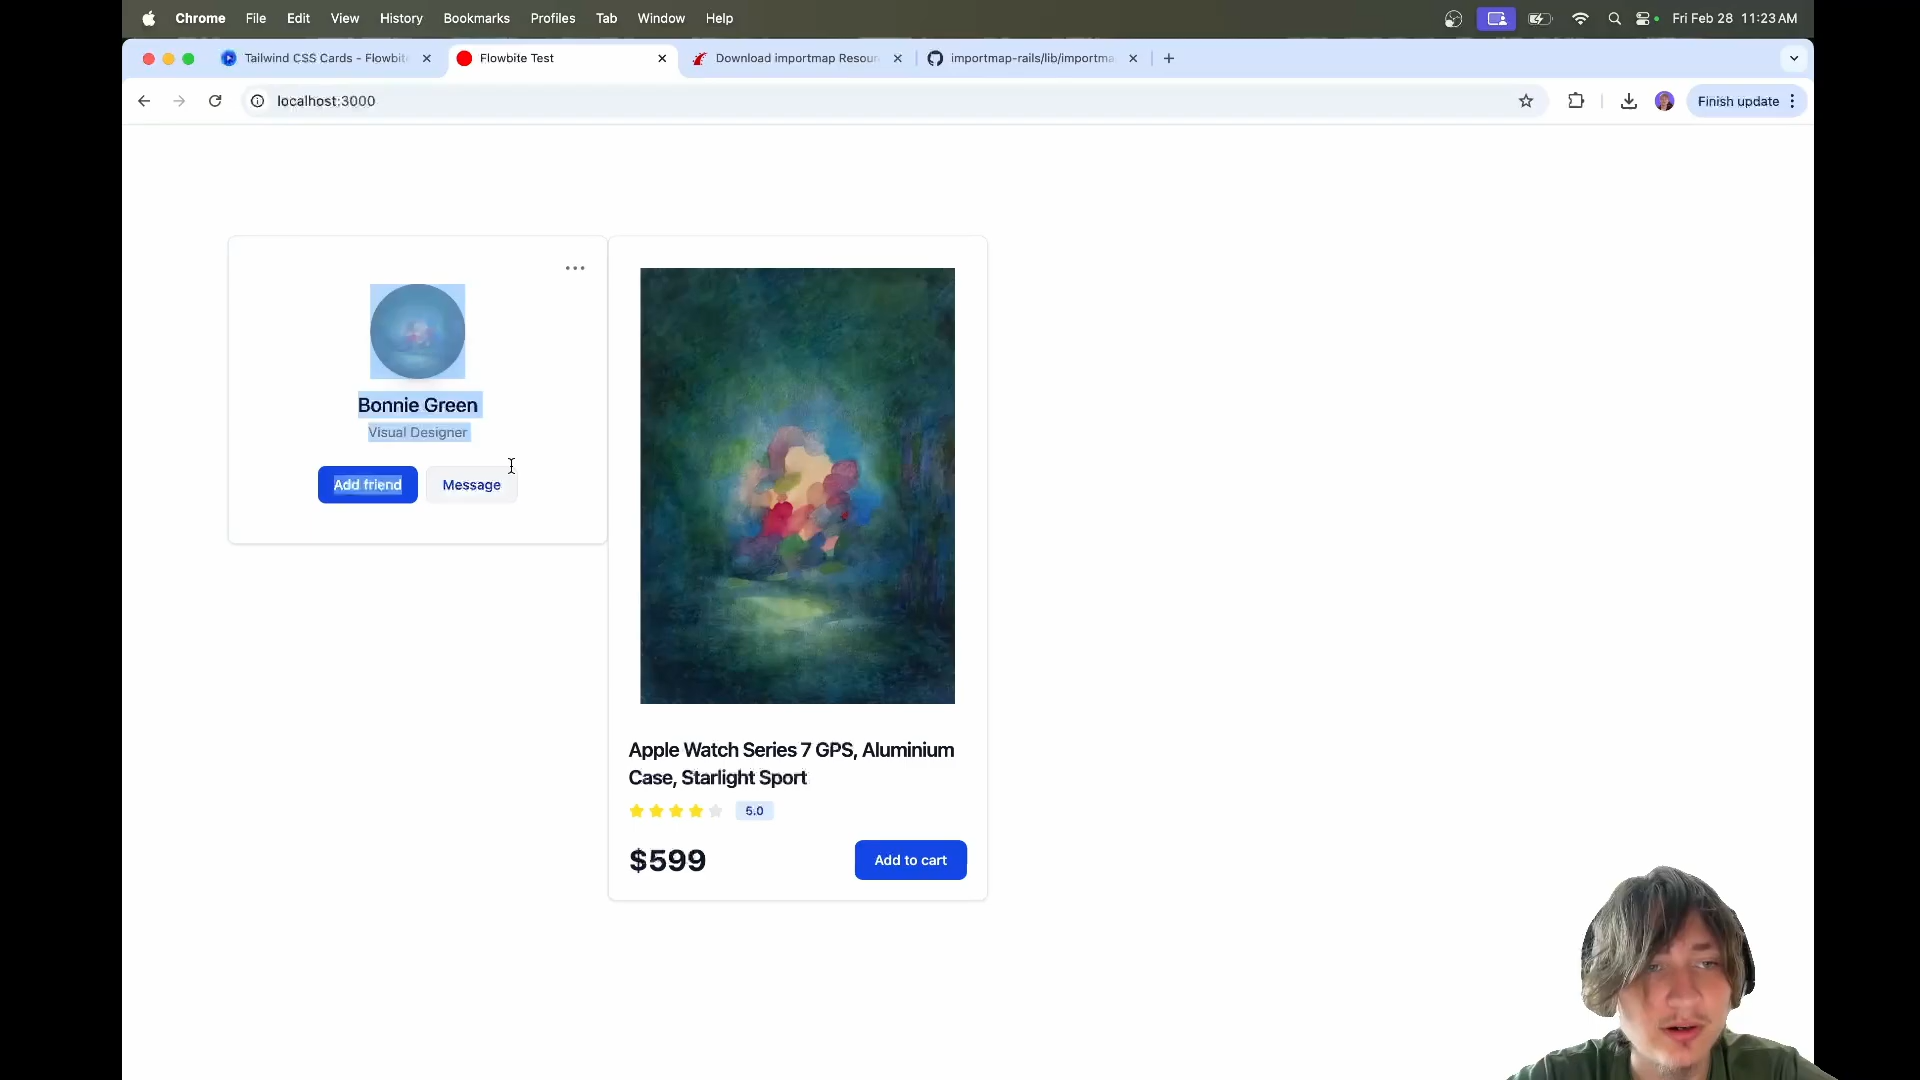 Chrome File Edit View History Bookmarks Profiles Tab Window Help Fri Feb 28 11:23 AM
Tailwind CSS Cards - Flowbite Flowbite Test Download importmap Resour importmap-rails/lib/importma
localhost:3000 Finish update
Bonnie Green
Visual Designer
Add friend Message
Apple Watch Series 7 GPS, Aluminium
Case, Starlight Sport
5.0
$599 Add to cart